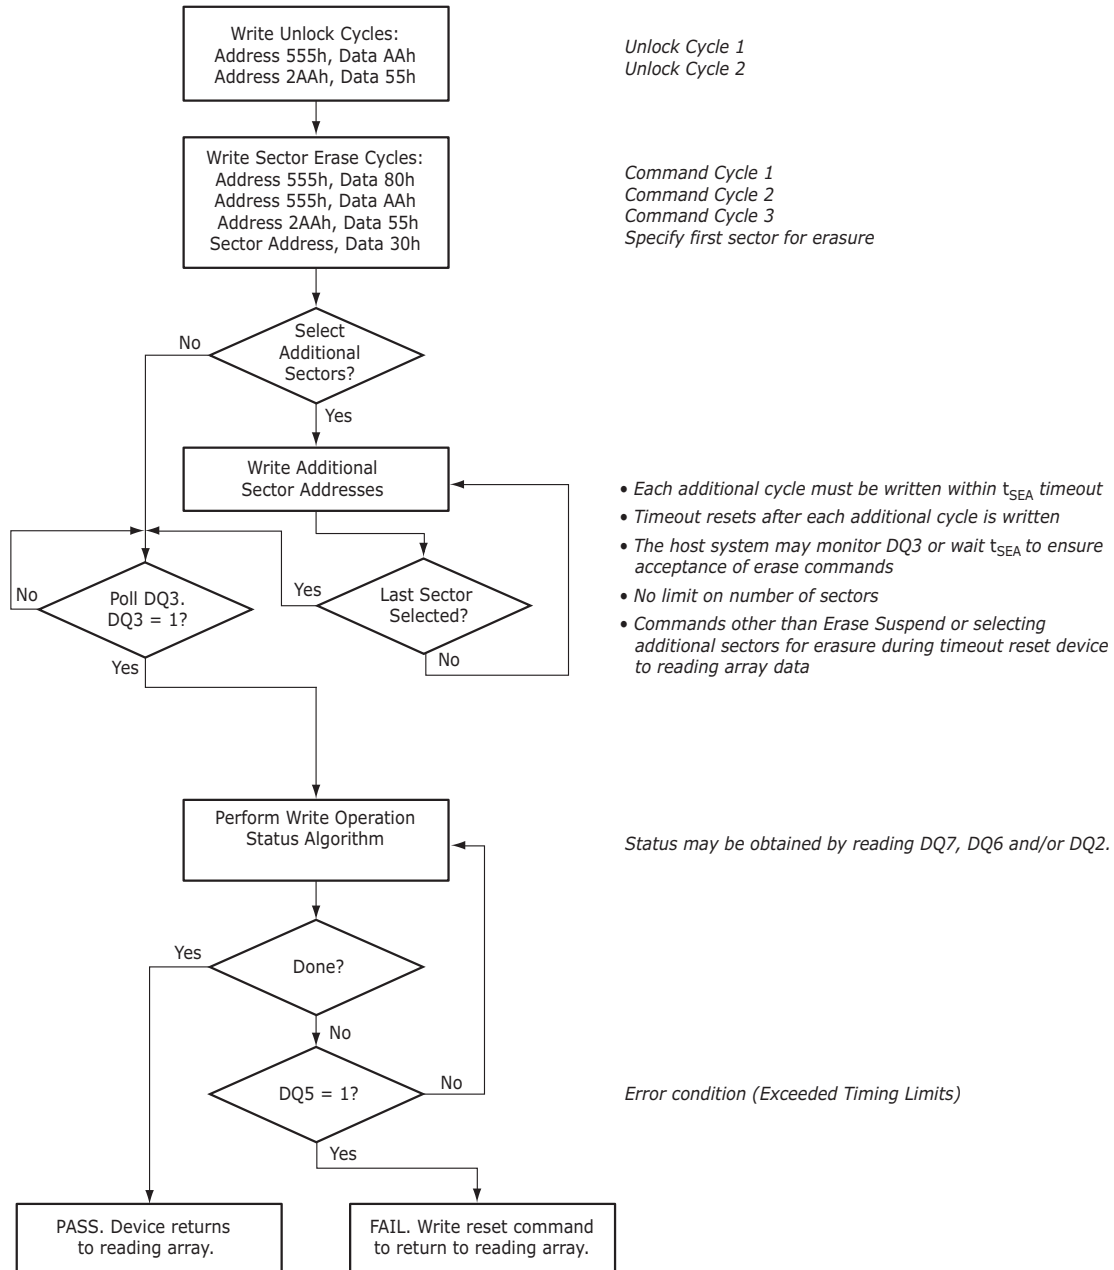 Write Unlock Cycles:
Address 555h, Data AAh
Address 2AAh, Data 55h
Unlock Cycle 1
Unlock Cycle 2
Write Sector Erase Cycles:
Address 555h, Data 80h
Address 555h, Data AAh
Address 2AAh, Data 55h
Sector Address, Data 30h
Command Cycle 1
Command Cycle 2
Command Cycle 3
Specify first sector for erasure
No
Select
Additional
Sectors?
Yes
Write Additional
Sector Addresses
• Each additional cycle must be written within tSEA timeout
• Timeout resets after each additional cycle is written
• The host system may monitor DQ3 or wait tSEA to ensure
acceptance of erase commands
• No limit on number of sectors
• Commands other than Erase Suspend or selecting
additional sectors for erasure during timeout reset device
to reading array data
No
Poll DQ3.
DQ3 = 1?
Yes
Yes
Last Sector
Selected?
No
Perform Write Operation
Status Algorithm
Status may be obtained by reading DQ7, DQ6 and/or DQ2.
Yes
Done?
No
DQ5 = 1?
No
Error condition (Exceeded Timing Limits)
Yes
PASS. Device returns
to reading array.
FAIL. Write reset command
to return to reading array.